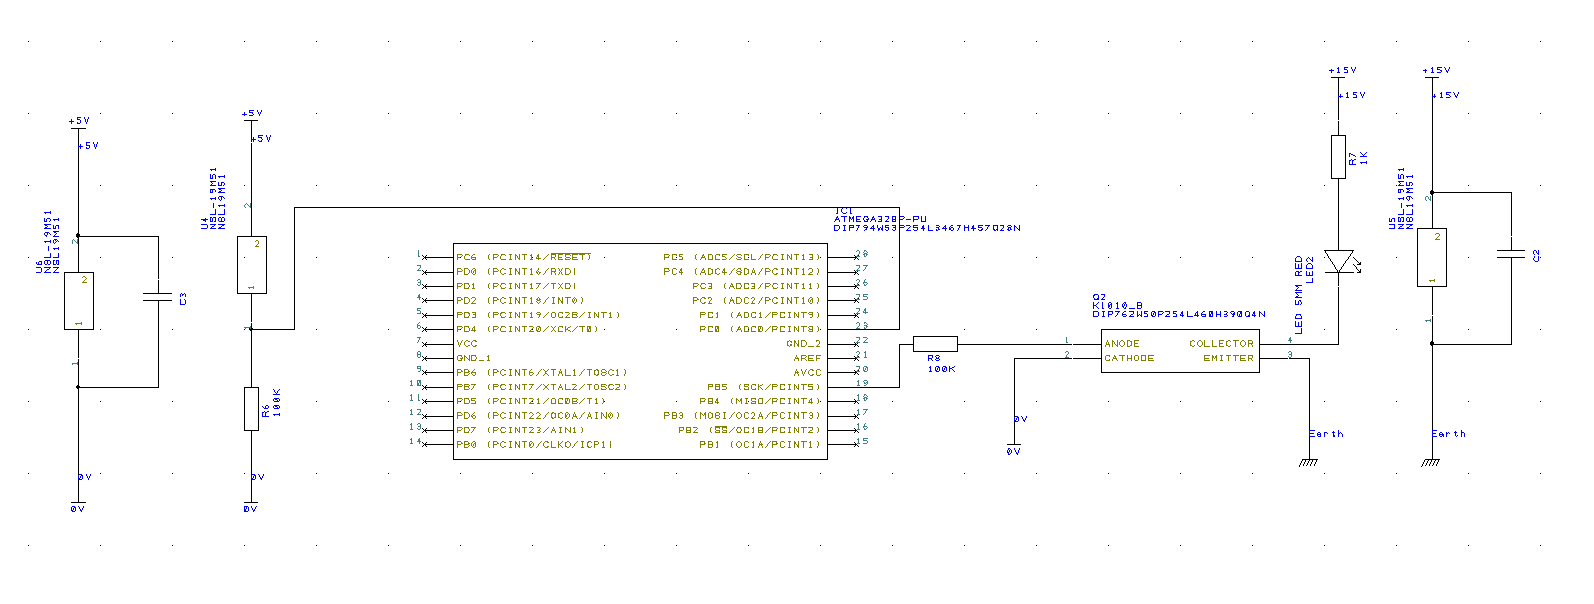 +5V
+5V
2
U6
NSL-19M51
NSL19M51
2
1
1
C3
0V
0V
+5V
+5V
2
U4
NSL-19M51
NSL19M51
2
1
1
R6
100K
0V
0V
IC1
ATMEGA328P-PU
DIP794W53P254L3467H457Q28N
1 PC6 (PCINT14/RESET) PC5 (ADC5/SCL/PCINT13) 28
2 PD0 (PCINT16/RXD) PC4 (ADC4/SDA/PCINT12) 27
3 PD1 (PCINT17/TXD) PC3 (ADC3/PCINT11) 26
4 PD2 (PCINT18/INT0) PC2 (ADC2/PCINT10) 25
5 PD3 (PCINT19/OC2B/INT1) PC1 (ADC1/PCINT9) 24
6 PD4 (PCINT20/XCK/T0) PC0 (ADC0/PCINT8) 23
7 VCC GND_2 22
8 GND_1 AREF 21
9 PB6 (PCINT6/XTAL1/TOSC1) AVCC 20
10 PB7 (PCINT7/XTAL2/TOSC2) PB5 (SCK/PCINT5) 19
11 PD5 (PCINT21/OC0B/T1) PB4 (MISO/PCINT4) 18
12 PD6 (PCINT22/OC0A/AIN0) PB3 (MOSI/OC2A/PCINT3) 17
13 PD7 (PCINT23/AIN1) PB2 (SS/OC1B/PCINT2) 16
14 PB0 (PCINT0/CLKO/ICP1) PB1 (OC1A/PCINT1) 15
R8
100K
0V
0V
Q2
K1010_B
DIP762W50P254L460H390Q4N
1 ANODE COLLECTOR 4
2 CATHODE EMITTER 3
+15V
+15V
R7
1K
LED 5MM RED
LED2
Earth
+15V
+15V
2
U5
NSL-19M51
NSL19M51
2
1
1
C2
Earth